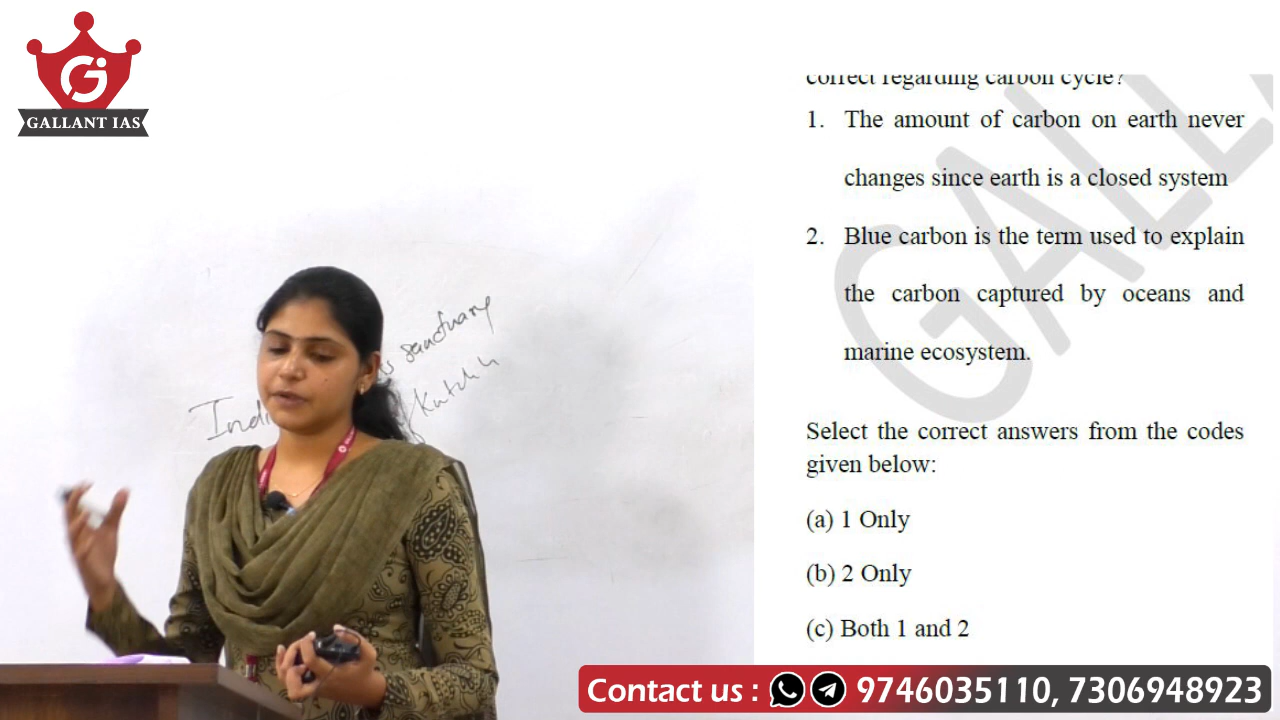 GALLANT IAS
correct regarding carbon cycle?
1. The amount of carbon on earth never
changes since earth is a closed system
2. Blue carbon is the term used to explain
the carbon captured by oceans and
marine ecosystem.
Select the correct answers from the codes
given below:
(a) 1 Only
(b) 2 Only
(c) Both 1 and 2
sanctuary
Ind
Kutchh
GALL
Contact us : 9746035110, 7306948923